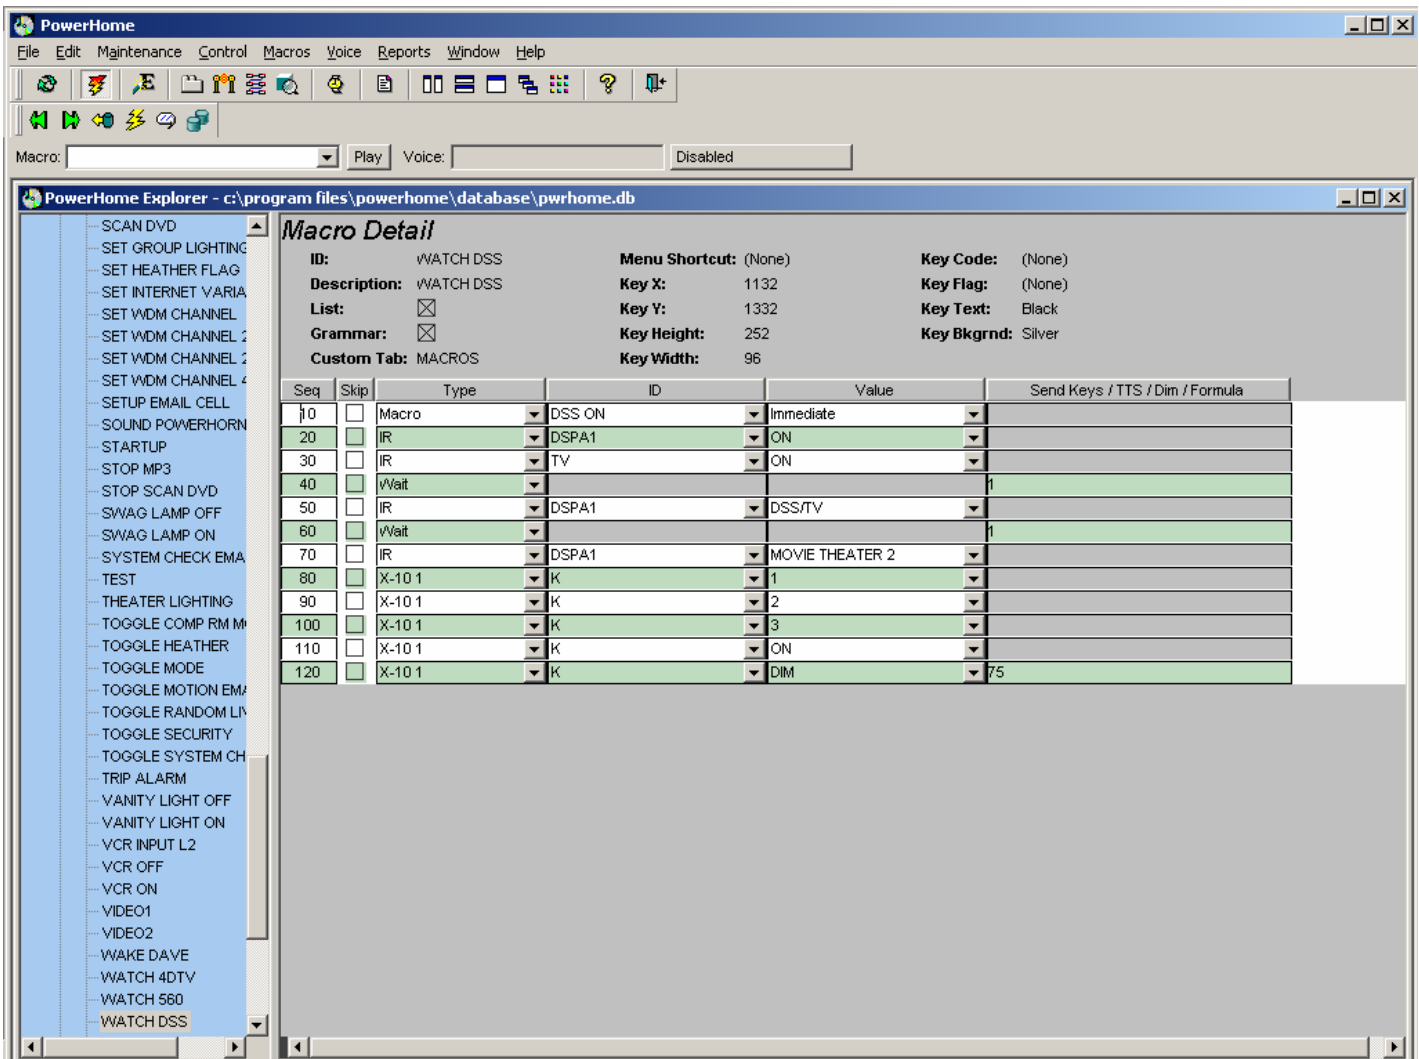 PowerHome
File Edit Maintenance Control Macros Voice Reports Window Help
Macro: Play Voice: Disabled
PowerHome Explorer - c:\program files\powerhome\database\pwrhome.db
SCAN DVD
SET GROUP LIGHTING
SET HEATHER FLAG
SET INTERNET VARIA
SET WDM CHANNEL
SET WDM CHANNEL 2
SET WDM CHANNEL 2
SET WDM CHANNEL 4
SETUP EMAIL CELL
SOUND POWERHORN
STARTUP
STOP MP3
STOP SCAN DVD
SWAG LAMP OFF
SWAG LAMP ON
SYSTEM CHECK EMA
TEST
THEATER LIGHTING
TOGGLE COMP RM M
TOGGLE HEATHER
TOGGLE MODE
TOGGLE MOTION EMA
TOGGLE RANDOM LIV
TOGGLE SECURITY
TOGGLE SYSTEM CH
TRIP ALARM
VANITY LIGHT OFF
VANITY LIGHT ON
VCR INPUT L2
VCR OFF
VCR ON
VIDEO1
VIDEO2
WAKE DAVE
WATCH 4DTV
WATCH 560
WATCH DSS
Macro Detail
ID: WATCH DSS Menu Shortcut: (None) Key Code: (None)
Description: WATCH DSS Key X: 1132 Key Flag: (None)
List: Key Y: 1332 Key Text: Black
Grammar: Key Height: 252 Key Bkgrnd: Silver
Custom Tab: MACROS Key Width: 96
Seq Skip Type ID Value Send Keys / TTS / Dim / Formula
10 Macro DSS ON Immediate
20 IR DSPA1 ON
30 IR TV ON
40 Wait 1
50 IR DSPA1 DSS/TV
60 Wait 1
70 IR DSPA1 MOVIE THEATER 2
80 X-10 1 K 1
90 X-10 1 K 2
100 X-10 1 K 3
110 X-10 1 K ON
120 X-10 1 K DIM 75